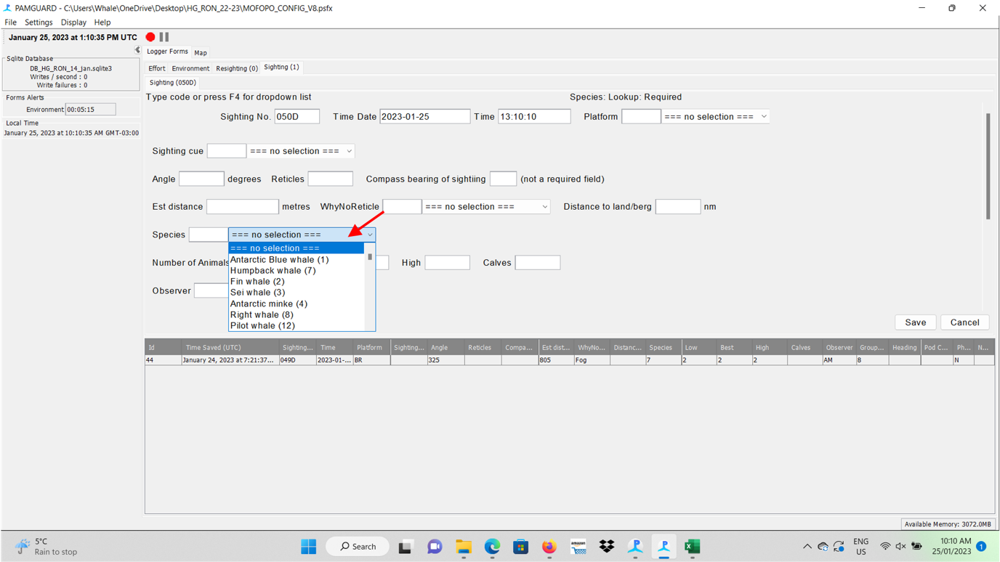 PAMGUARD - C:\Users\Whale\OneDrive\Desktop\HG_RON_22-23\MOFOPO_CONFIG_V8.psfx
File Settings Display Help
January 25, 2023 at 1:10:35 PM UTC
Logger Forms Map
Sqlite Database
DB_HG_RON_14_jan.sqlite3
Writes / second : 0
Write failures : 0
Forms Alerts
Environment 00:05:15
Local Time
January 25, 2023 at 10:10:35 AM GMT-03:00
Effort Environment Resighting (0) Sighting (1)
Sighting (050D)
Type code or press F4 for dropdown list Species: Lookup: Required
Sighting No. 050D Time Date 2023-01-25 Time 13:10:10 Platform === no selection ===
Sighting cue === no selection ===
Angle degrees Reticles Compass bearing of sightiing (not a required field)
Est distance metres WhyNoReticle === no selection === Distance to land/berg nm
Species === no selection ===
=== no selection ===
Antarctic Blue whale (1)
Humpback whale (7)
Fin whale (2)
Sei whale (3)
Antarctic minke (4)
Right whale (8)
Pilot whale (12)
Number of Animals High Calves
Observer
Save Cancel
Id Time Saved (UTC) Sighting... Time Platform Sighting... Angle Reticles Compa... Est dist... WhyNo... Distanc... Species Low Best High Calves Observer Group... Heading Pod C... Ph... N...
44 January 24, 2023 at 7:21:37... 049D 2023-01-... BR 325 805 Fog 7 2 2 2 AM 8 N
Available Memory: 3072.0MB
5°C
Rain to stop
Search
amazon
ENG
US
10:10 AM
25/01/2023
1